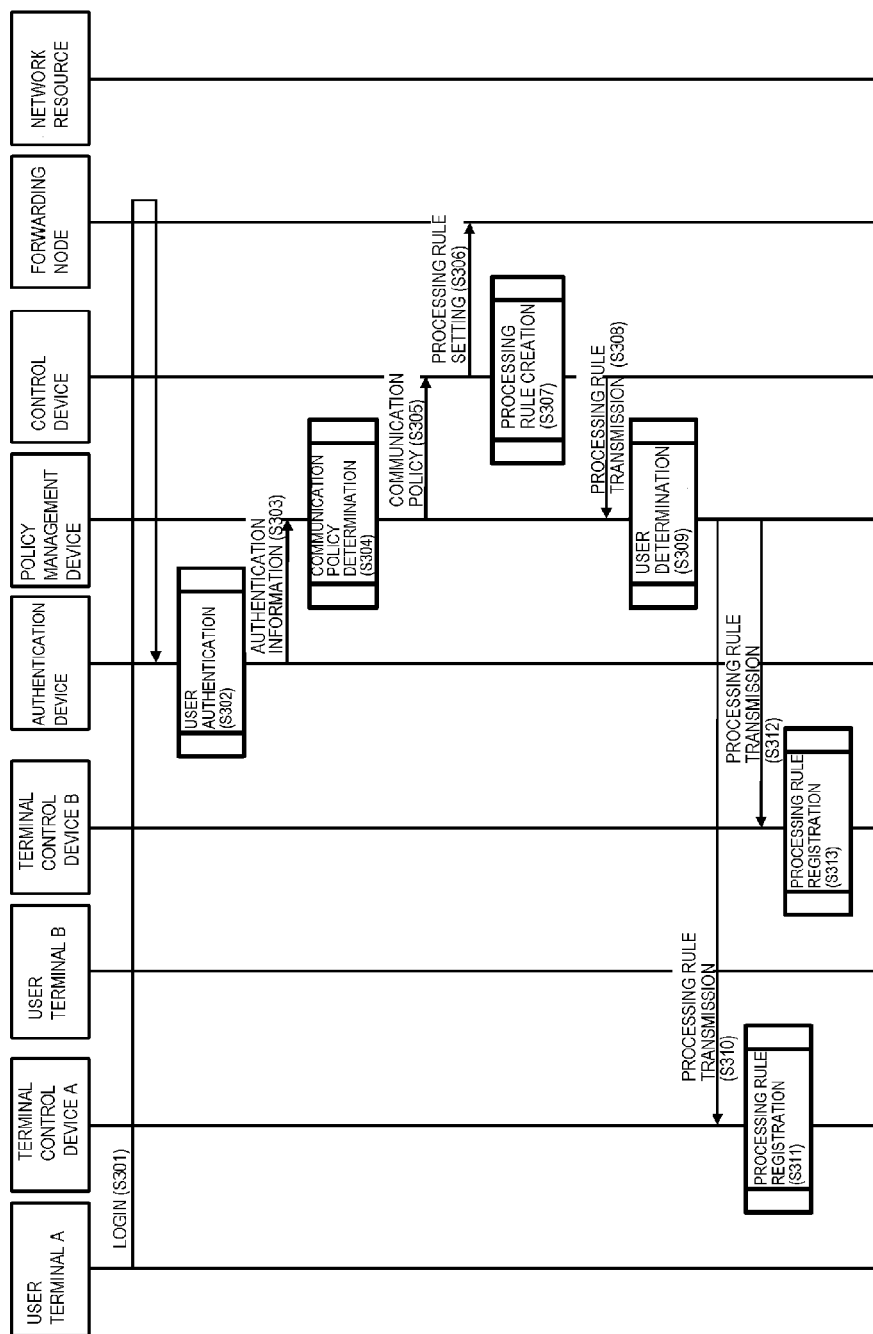 USER
TERMINAL A
TERMINAL
CONTROL
DEVICE A
USER
TERMINAL B
TERMINAL
CONTROL
DEVICE B
AUTHENTICATION
DEVICE
POLICY
MANAGEMENT
DEVICE
CONTROL
DEVICE
FORWARDING
NODE
NETWORK
RESOURCE
LOGIN (S301)
USER
AUTHENTICATION
(S302)
AUTHENTICATION
INFORMATION (S303)
COMMUNICATION
POLICY
DETERMINATION
(S304)
COMMUNICATION
POLICY (S305)
PROCESSING RULE
SETTING (S306)
PROCESSING
RULE CREATION
(S307)
PROCESSING RULE
TRANSMISSION (S308)
USER
DETERMINATION
(S309)
PROCESSING RULE
TRANSMISSION
(S310)
PROCESSING RULE
REGISTRATION
(S311)
PROCESSING RULE
TRANSMISSION
(S312)
PROCESSING RULE
REGISTRATION
(S313)